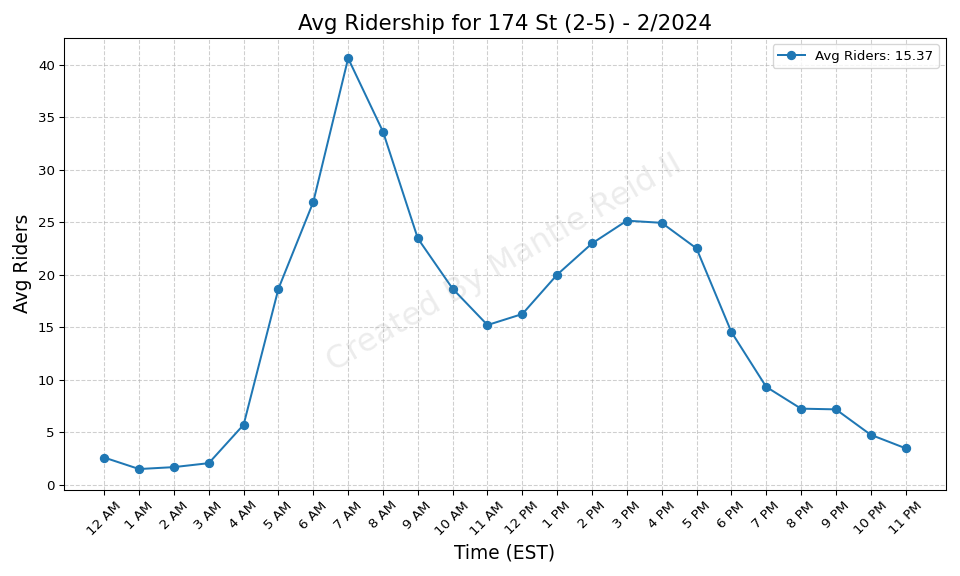 Avg Ridership for 174 St (2-5) - 2/2024
Avg Riders: 15.37
Avg Riders
40
35
30
25
20
15
10
5
0
Created By Mantie Reid II
12 AM
1 AM
2 AM
3 AM
4 AM
5 AM
6 AM
7 AM
8 AM
9 AM
10 AM
11 AM
12 PM
1 PM
2 PM
3 PM
4 PM
5 PM
6 PM
7 PM
8 PM
9 PM
10 PM
11 PM
Time (EST)